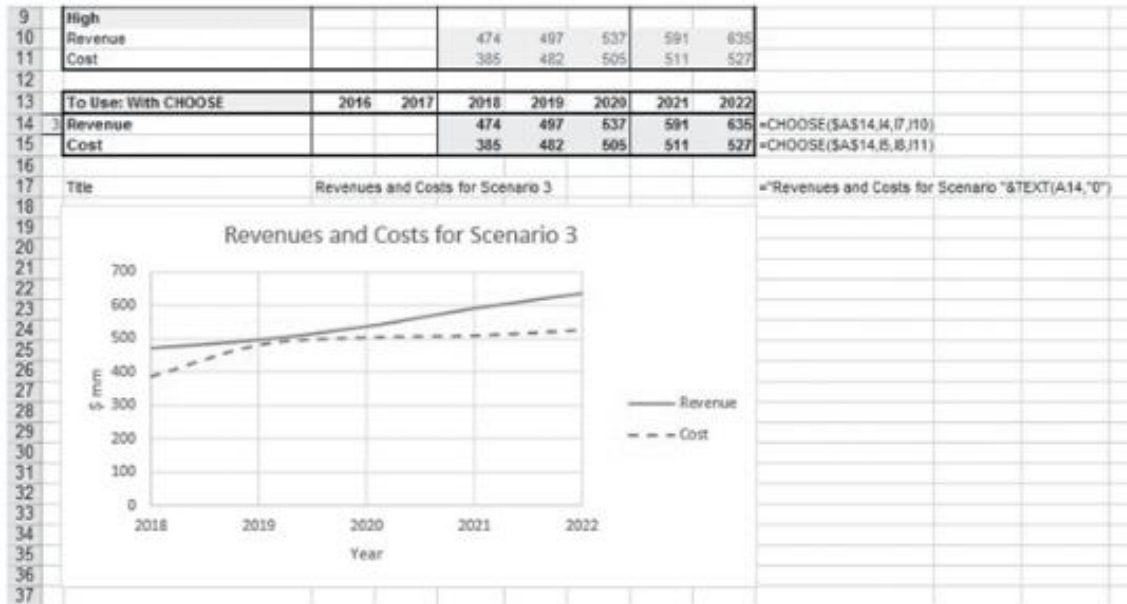 9 High
10 Revenue 474 497 537 591 635
11 Cost 385 482 505 511 527
12
13 To Use: With CHOOSE 2016 2017 2018 2019 2020 2021 2022
14 3 Revenue 474 497 537 591 635 =CHOOSE($A$14,I4,I7,I10)
15 Cost 385 482 505 511 527 =CHOOSE($A$14,I5,I8,I11)
16
17 Title Revenues and Costs for Scenario 3 ="Revenues and Costs for Scenario "&TEXT(A14,"0")
18
19
20
21
22
23
24
25
26
27
28
29
30
31
32
33
34
35
36
37
Revenues and Costs for Scenario 3
700
600
500
400
300
200
100
0
$ mm
2018 2019 2020 2021 2022
Year
Revenue
Cost